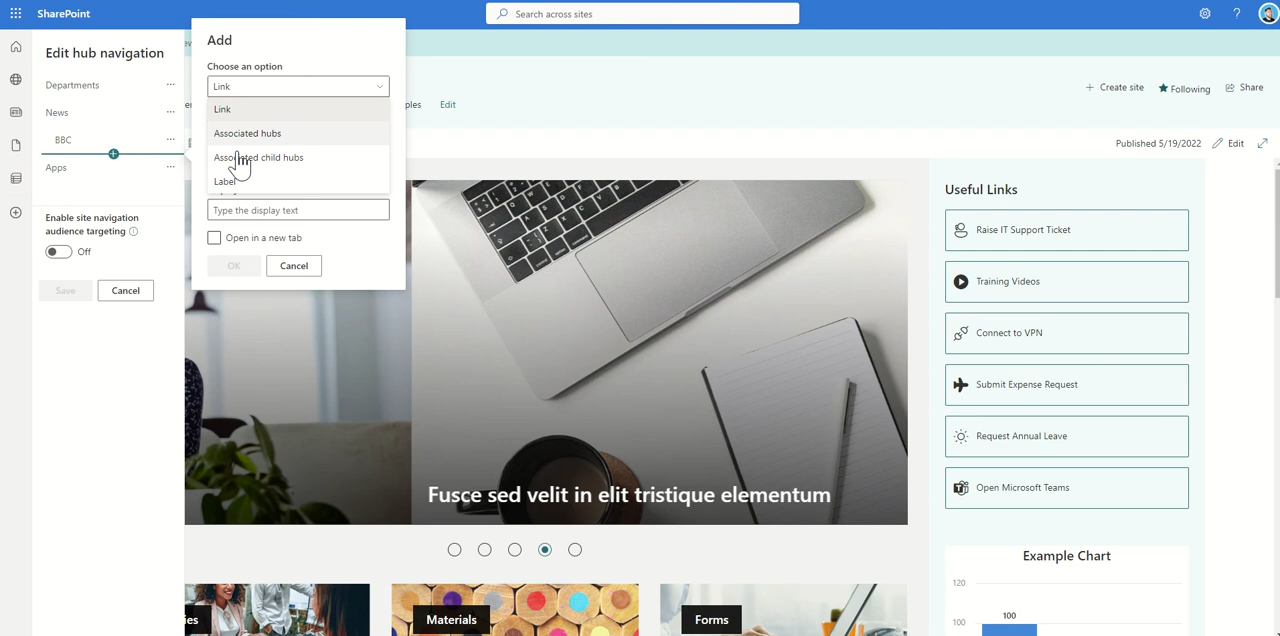 SharePoint
Search across sites
?
Edit hub navigation
Departments
News
BBC
Apps
Enable site navigation
audience targeting
Off
Save
Cancel
Add
Choose an option
Link
Link
Associated hubs
Associated child hubs
Label
Type the display text
Open in a new tab
OK
Cancel
ples
Edit
Create site
Following
Share
Published 5/19/2022
Edit
Fusce sed velit in elit tristique elementum
ies
Materials
Forms
Useful Links
Raise IT Support Ticket
Training Videos
Connect to VPN
Submit Expense Request
Request Annual Leave
Open Microsoft Teams
Example Chart
120
100
100